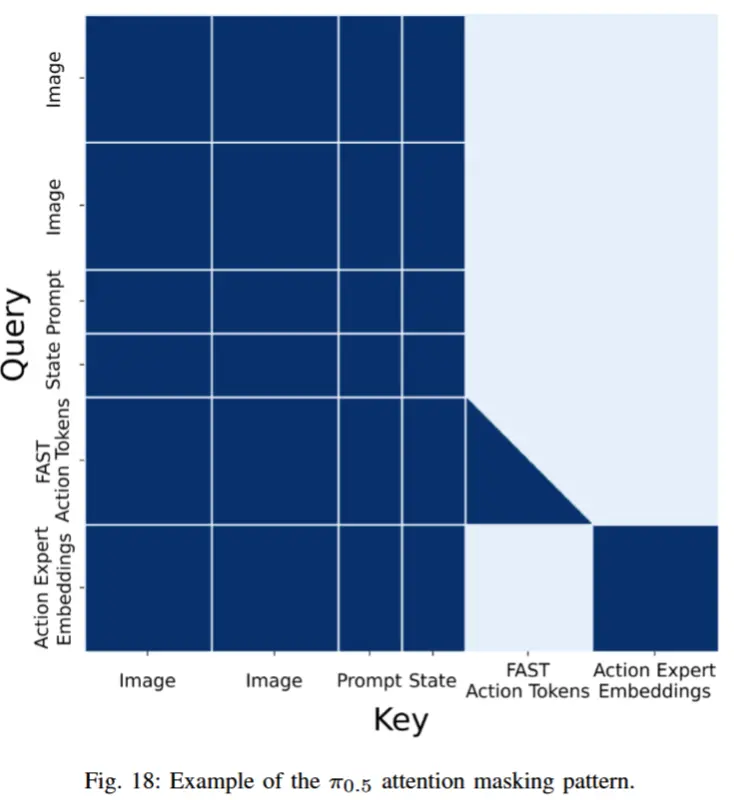 Query
Image
Image
Prompt
State
FAST
Action Tokens
Action Expert
Embeddings
Image
Image
Prompt
State
FAST
Action Tokens
Action Expert
Embeddings
Key
Fig. 18: Example of the π0.5 attention masking pattern.